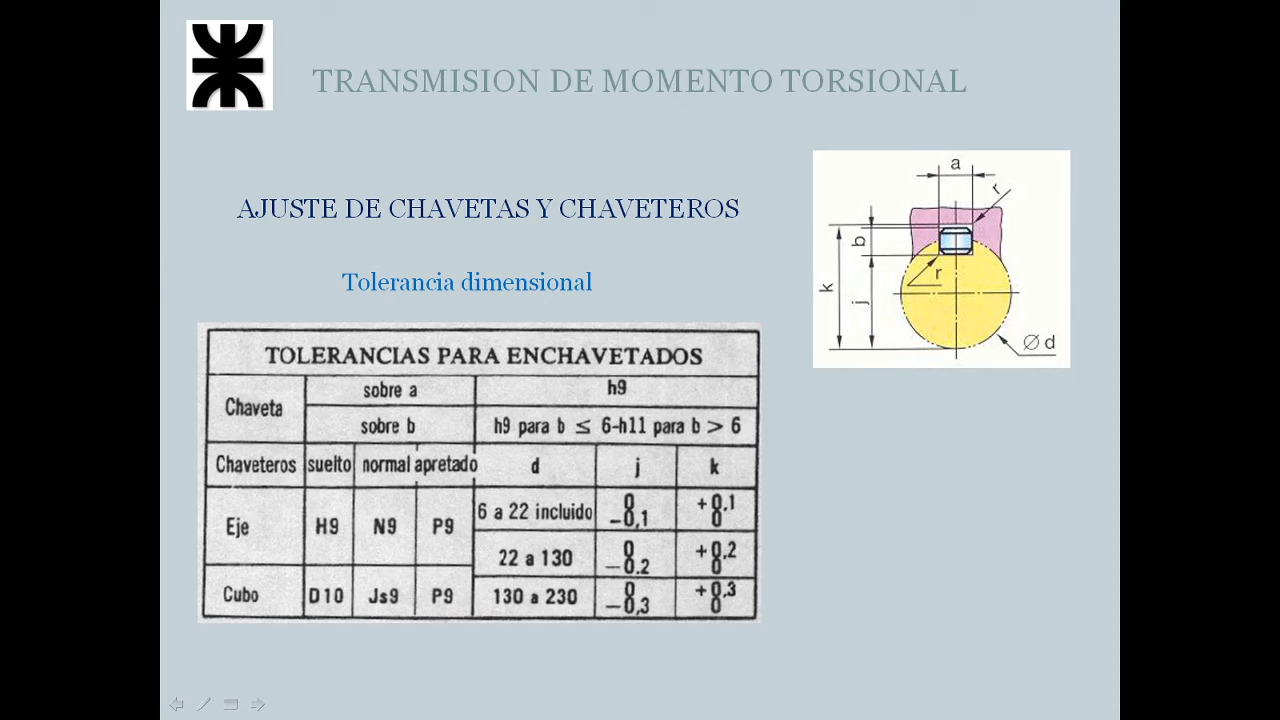 TRANSMISION DE MOMENTO TORSIONAL
AJUSTE DE CHAVETAS Y CHAVETEROS
Tolerancia dimensional
a
r
b
r
k
j
Ød
TOLERANCIAS PARA ENCHAVETADOS
Chaveta sobre a h9
sobre b h9 para b ≤ 6-h11 para b > 6
Chaveteros suelto normal apretado d j k
Eje H9 N9 P9 6 a 22 incluido 0 -0,1 +0.1 0
22 a 130 0 -0.2 +0,2 0
Cubo D10 Js9 P9 130 a 230 0 -0,3 +0,3 0